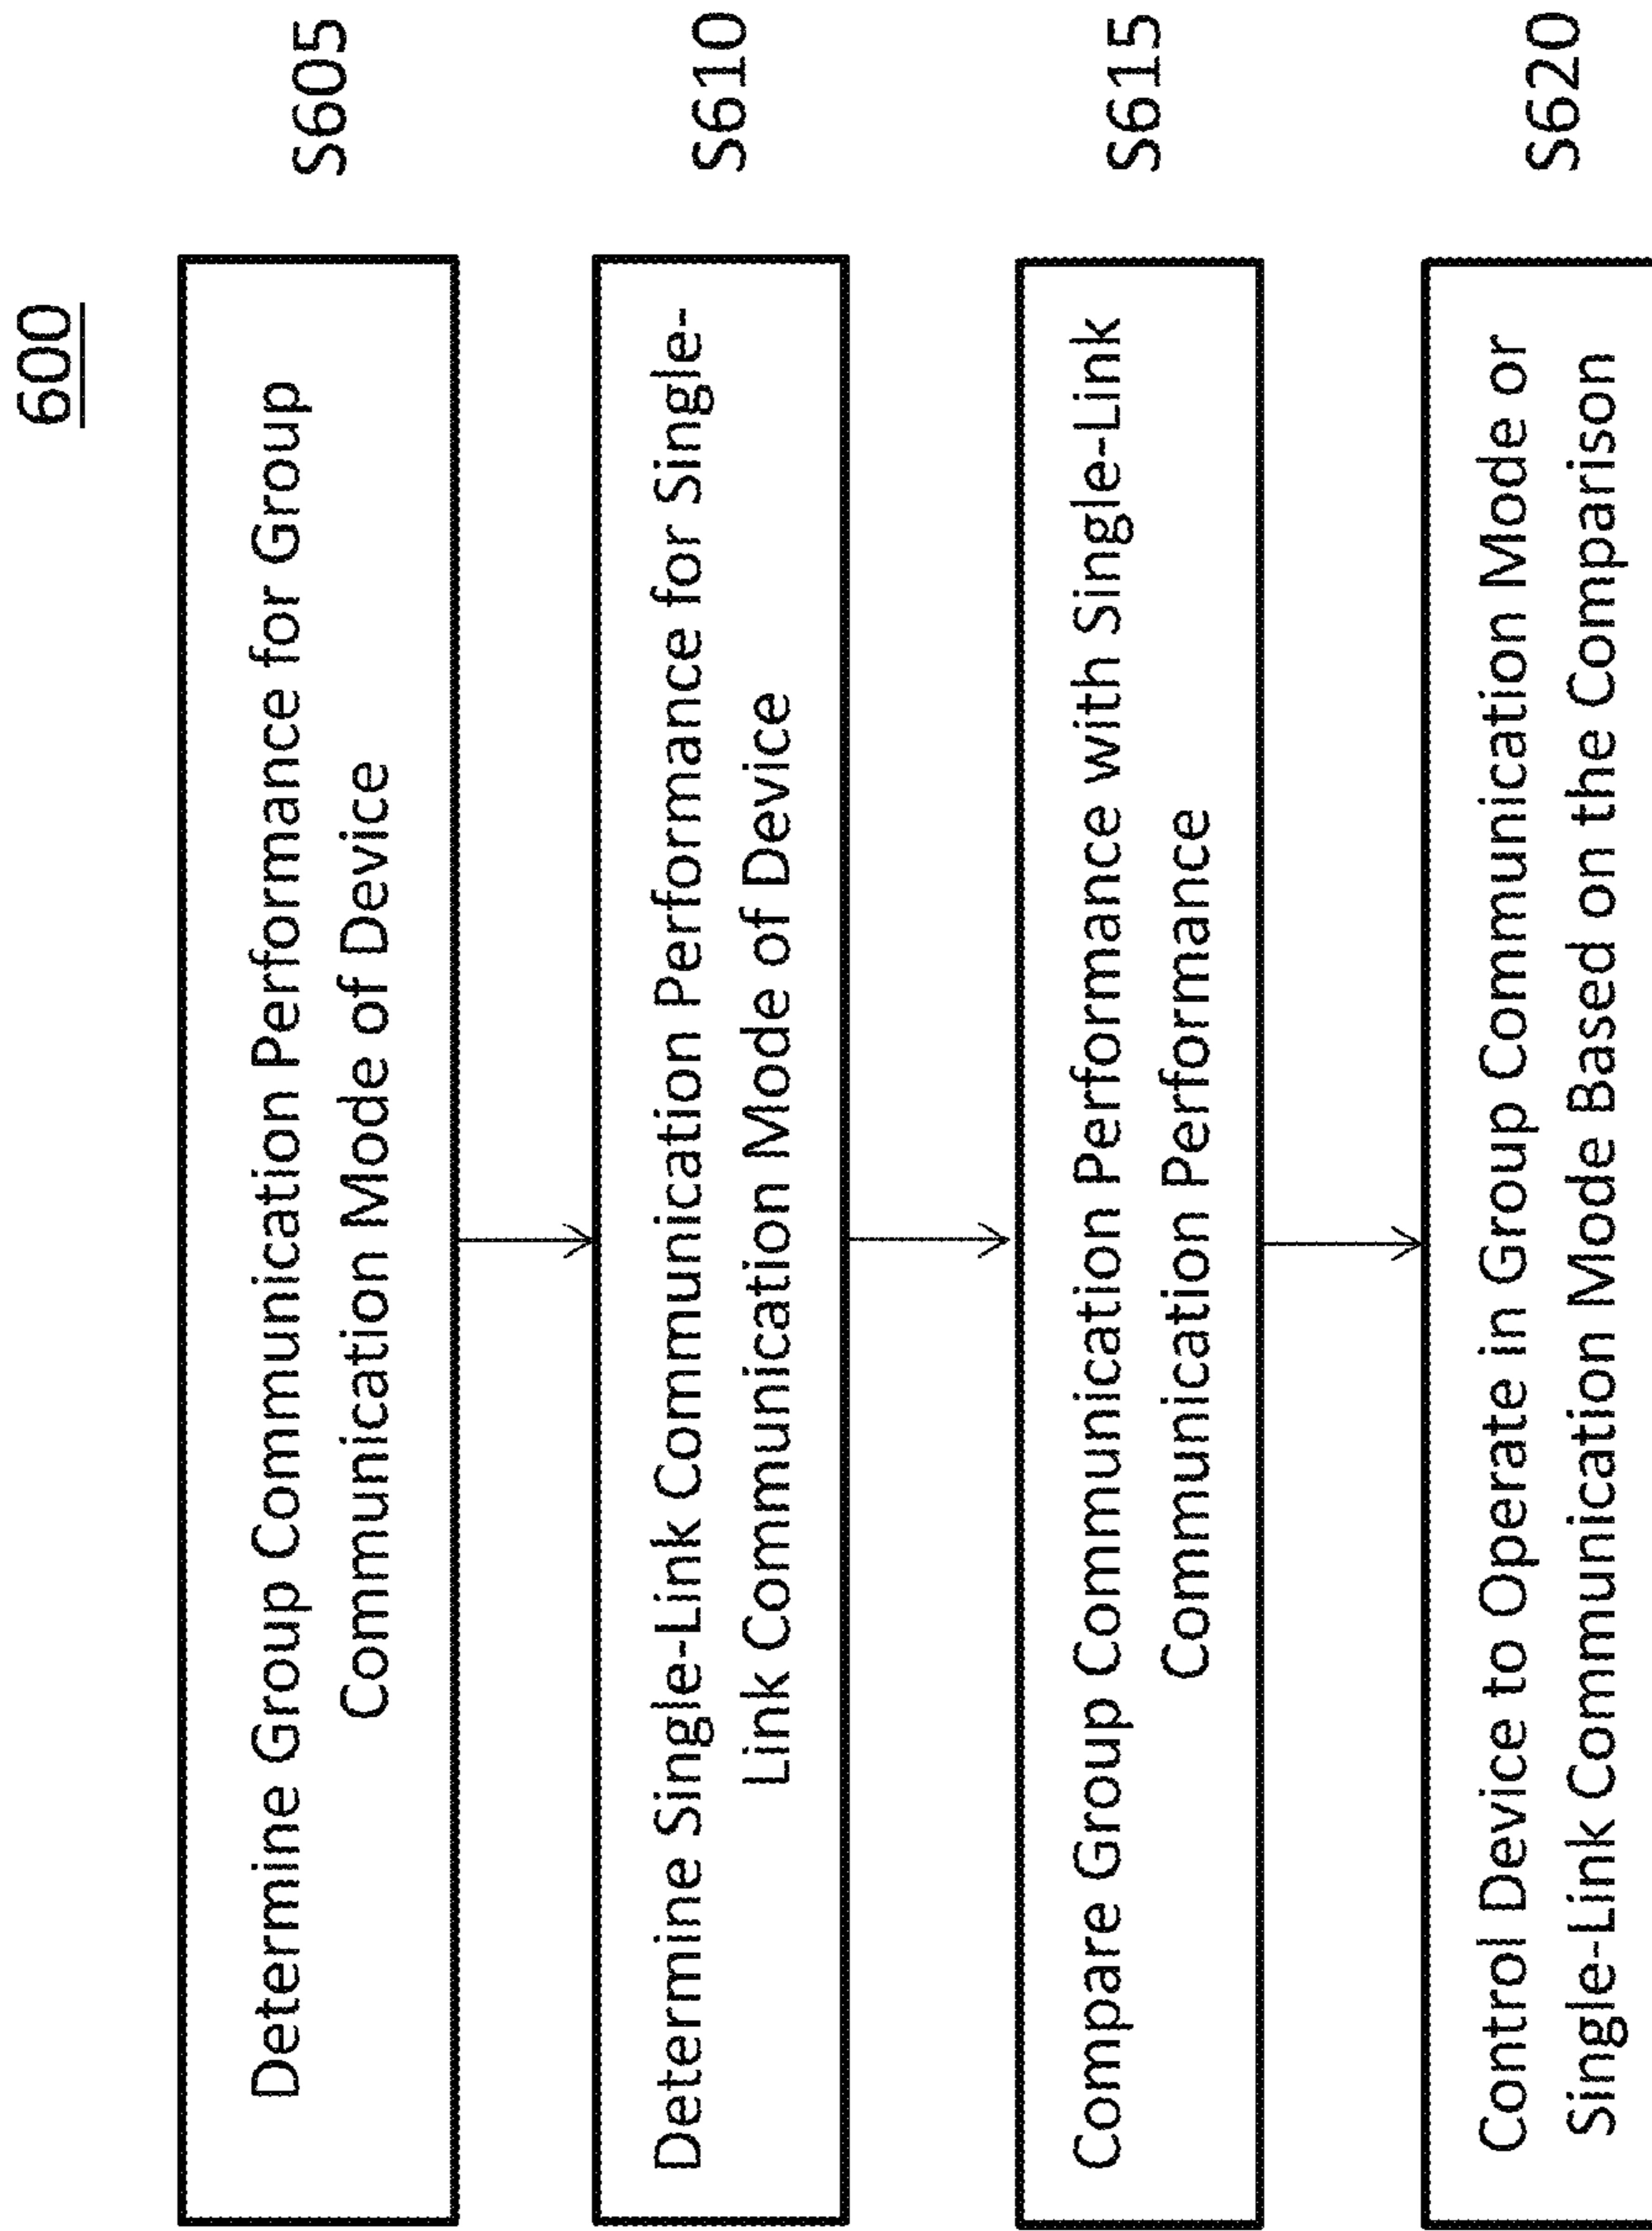 600
Determine Group Communication Performance for Group
Communication Mode of Device
S605
Determine Single-Link Communication Performance for Single-
Link Communication Mode of Device
S610
Compare Group Communication Performance with Single-Link
Communication Performance
S615
Control Device to Operate in Group Communication Mode or
Single-Link Communication Mode Based on the Comparison
S620